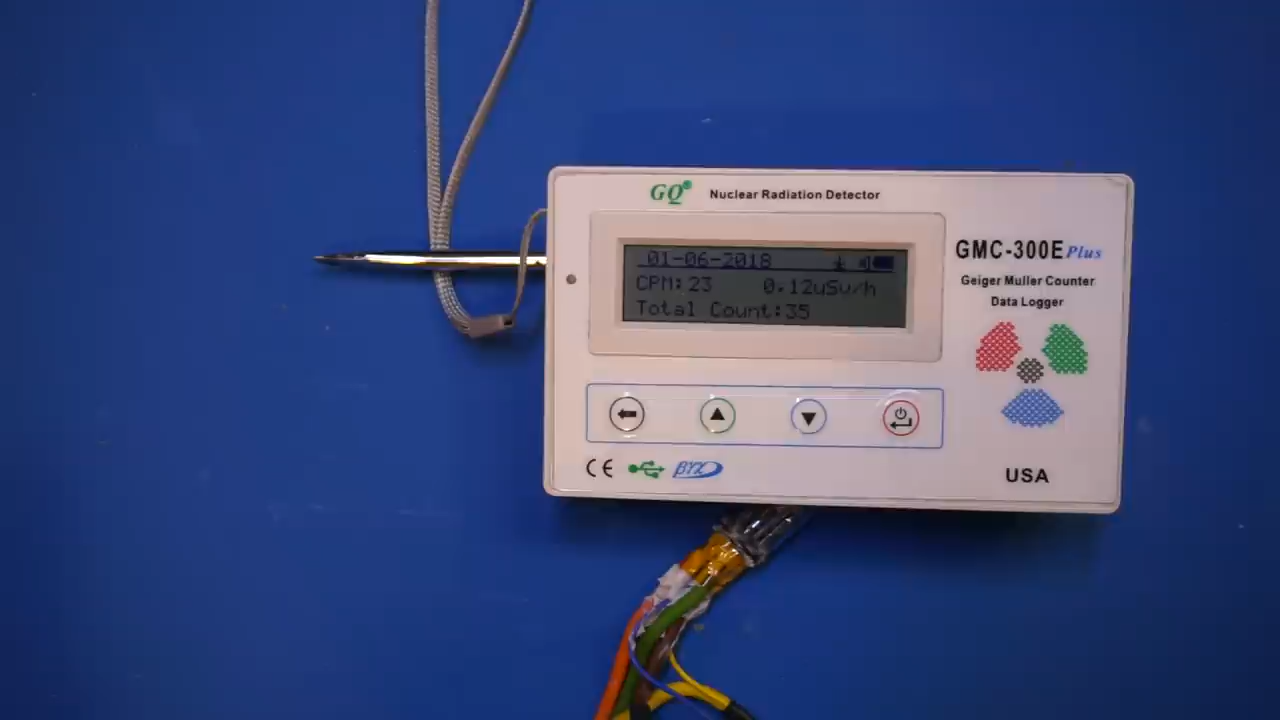 GQ® Nuclear Radiation Detector
01-06-2018
CPM:23 0.12uSv/h
Total Count:35
GMC-300E Plus
Geiger Muller Counter
Data Logger
CE βγχ
USA